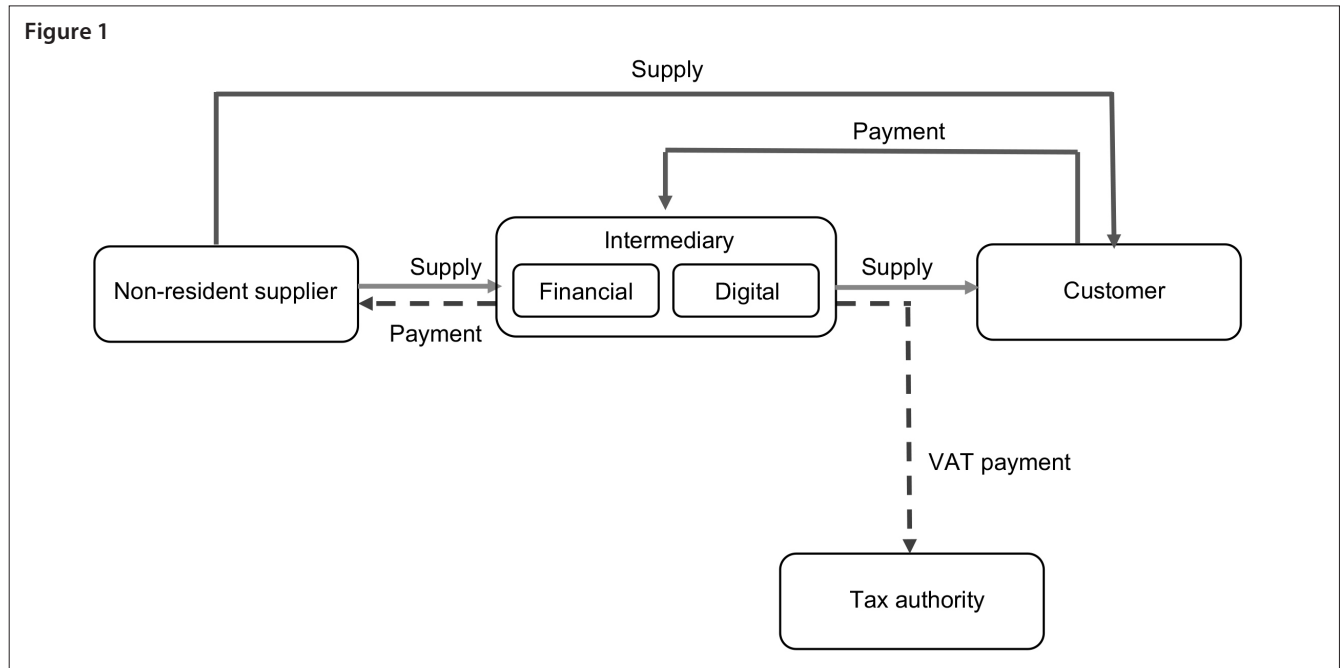 Figure 1
Supply
Payment
Intermediary
Non-resident supplier
Supply
Financial
Digital
Supply
Customer
Payment
VAT payment
Tax authority